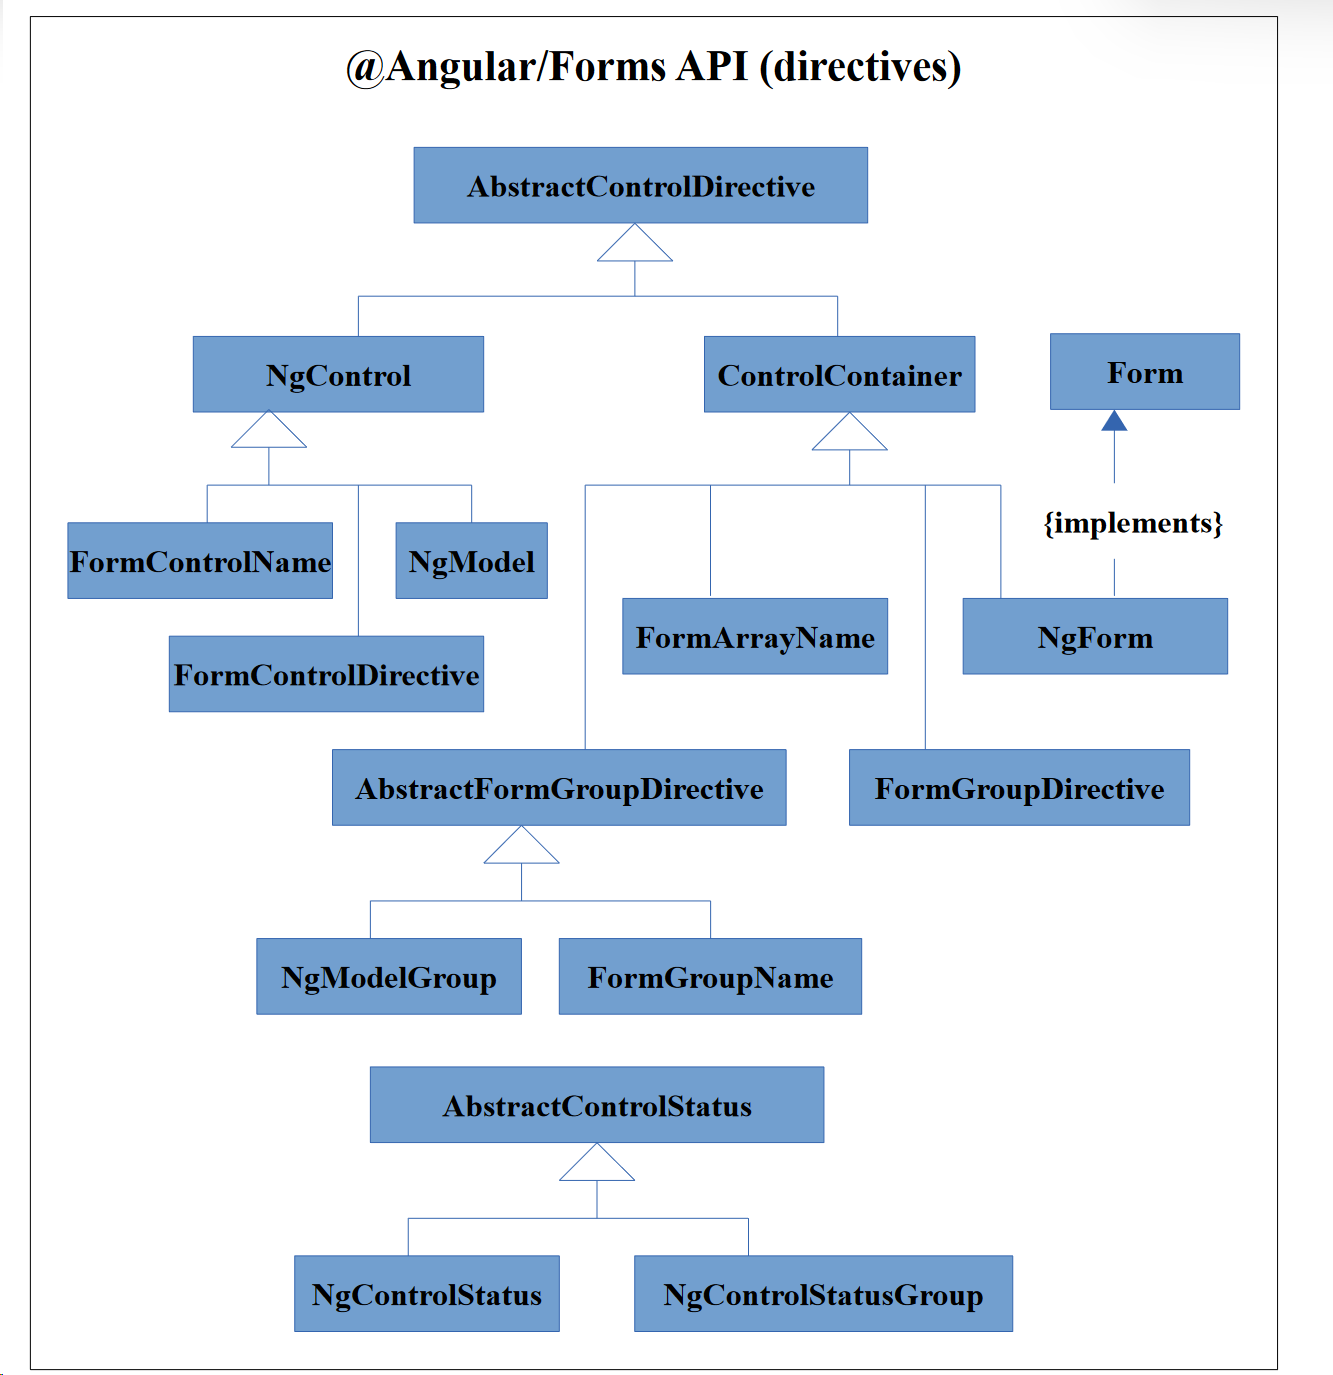 @Angular/Forms API (directives)
AbstractControlDirective
NgControl
ControlContainer
Form
{implements}
FormControlName
NgModel
FormArrayName
NgForm
FormControlDirective
AbstractFormGroupDirective
FormGroupDirective
NgModelGroup
FormGroupName
AbstractControlStatus
NgControlStatus
NgControlStatusGroup